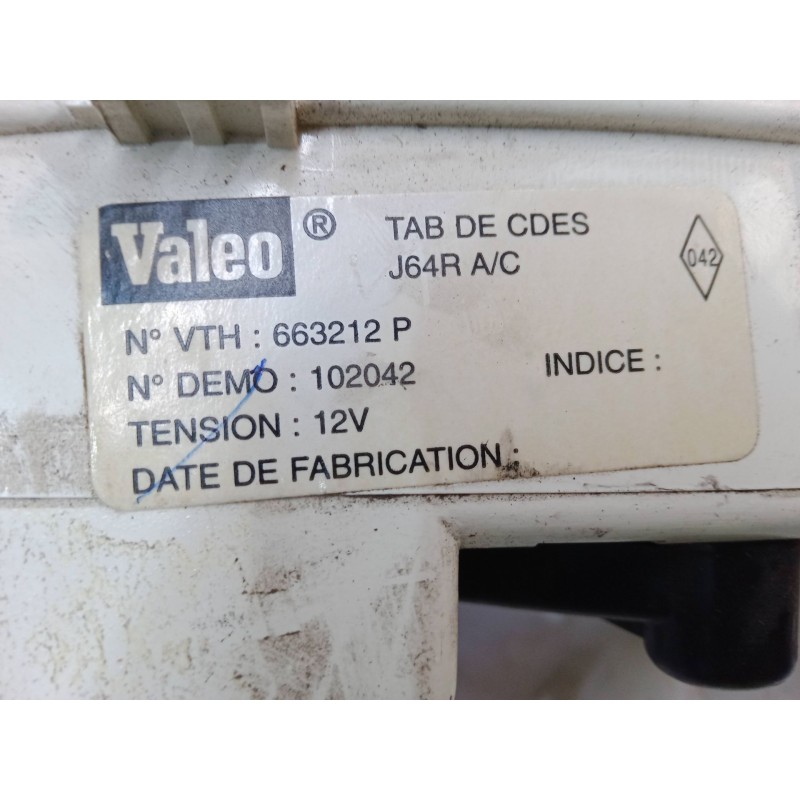 Valeo ® TAB DE CDES
J64R A/C
042
N° VTH : 663212 P
N° DEMO : 102042 INDICE :
TENSION : 12V
DATE DE FABRICATION :